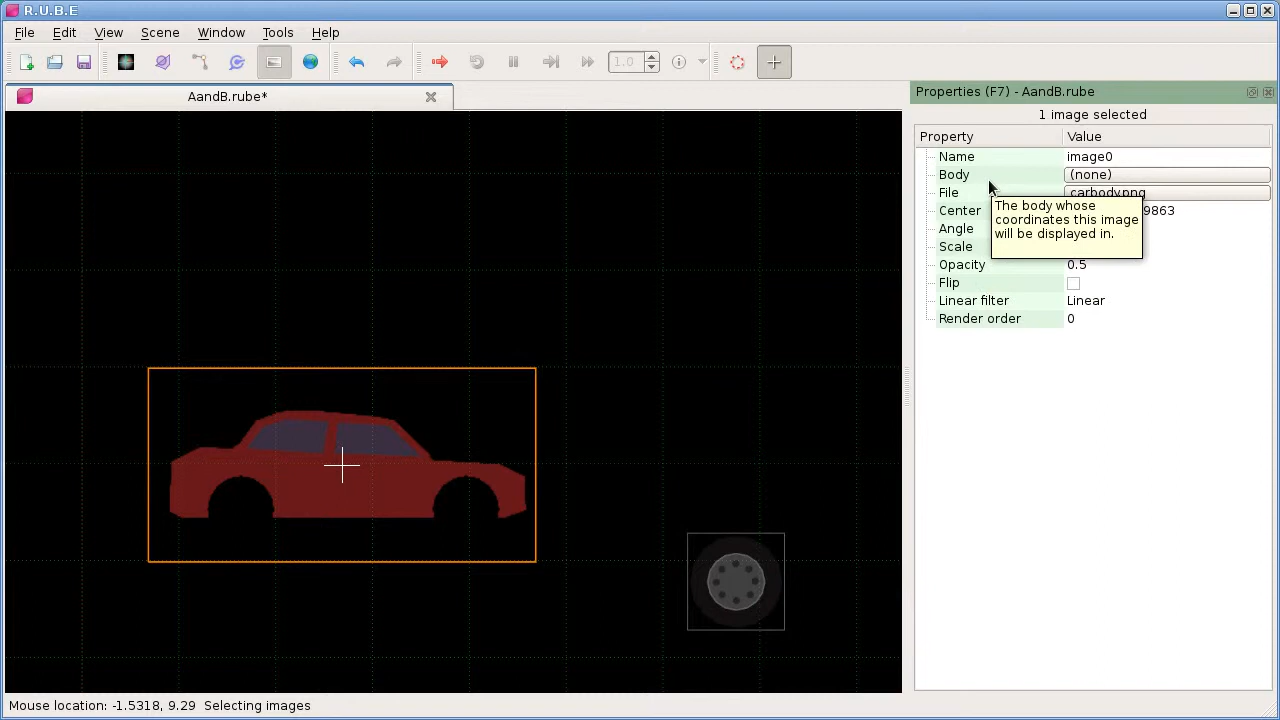 R.U.B.E
File Edit View Scene Window Tools Help
1.0
AandB.rube*
Properties (F7) - AandB.rube
1 image selected
Property Value
Name image0
Body (none)
File carbody.png
Center 9863
Angle
Scale
Opacity 0.5
Flip
Linear filter Linear
Render order 0
The body whose
coordinates this image
will be displayed in.
Mouse location: -1.5318, 9.29 Selecting images